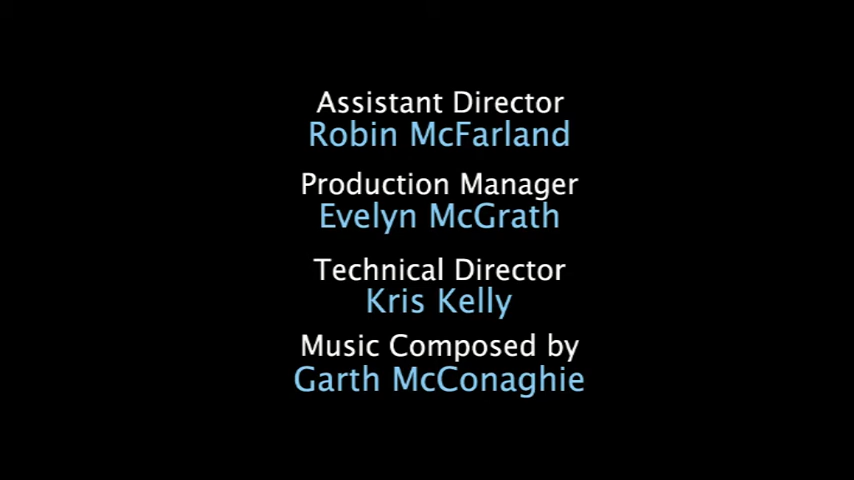 Assistant Director
Robin McFarland
Production Manager
Evelyn McGrath
Technical Director
Kris Kelly
Music Composed by
Garth McConaghie